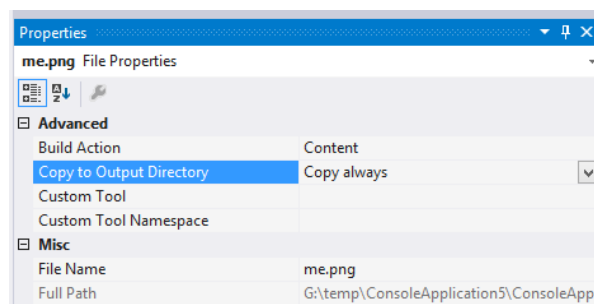 Properties
me.png File Properties
Advanced
Build Action Content
Copy to Output Directory Copy always
Custom Tool
Custom Tool Namespace
Misc
File Name me.png
Full Path G:\temp\ConsoleApplication5\ConsoleApp